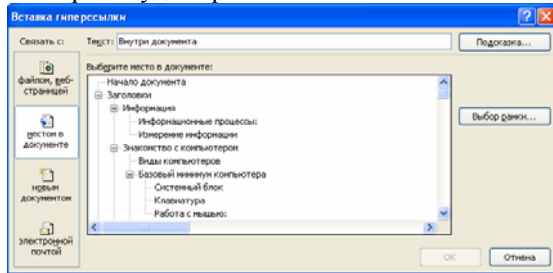 Вставка гиперссылки
Связать с:
Текст: Внутри документа
Подсказка...
Выберите место в документе:
файлом, веб-
страницей
местом в
документе
новым
документом
электронной
почтой
Начало документа
Заголовки
Информация
Информационные процессы:
Измерение информации
Знакомство с компьютером
Виды компьютеров
Базовый минимум компьютера
Системный блок:
Клавиатура
Работа с мышью:
Выбор рамки...
ОК
Отмена